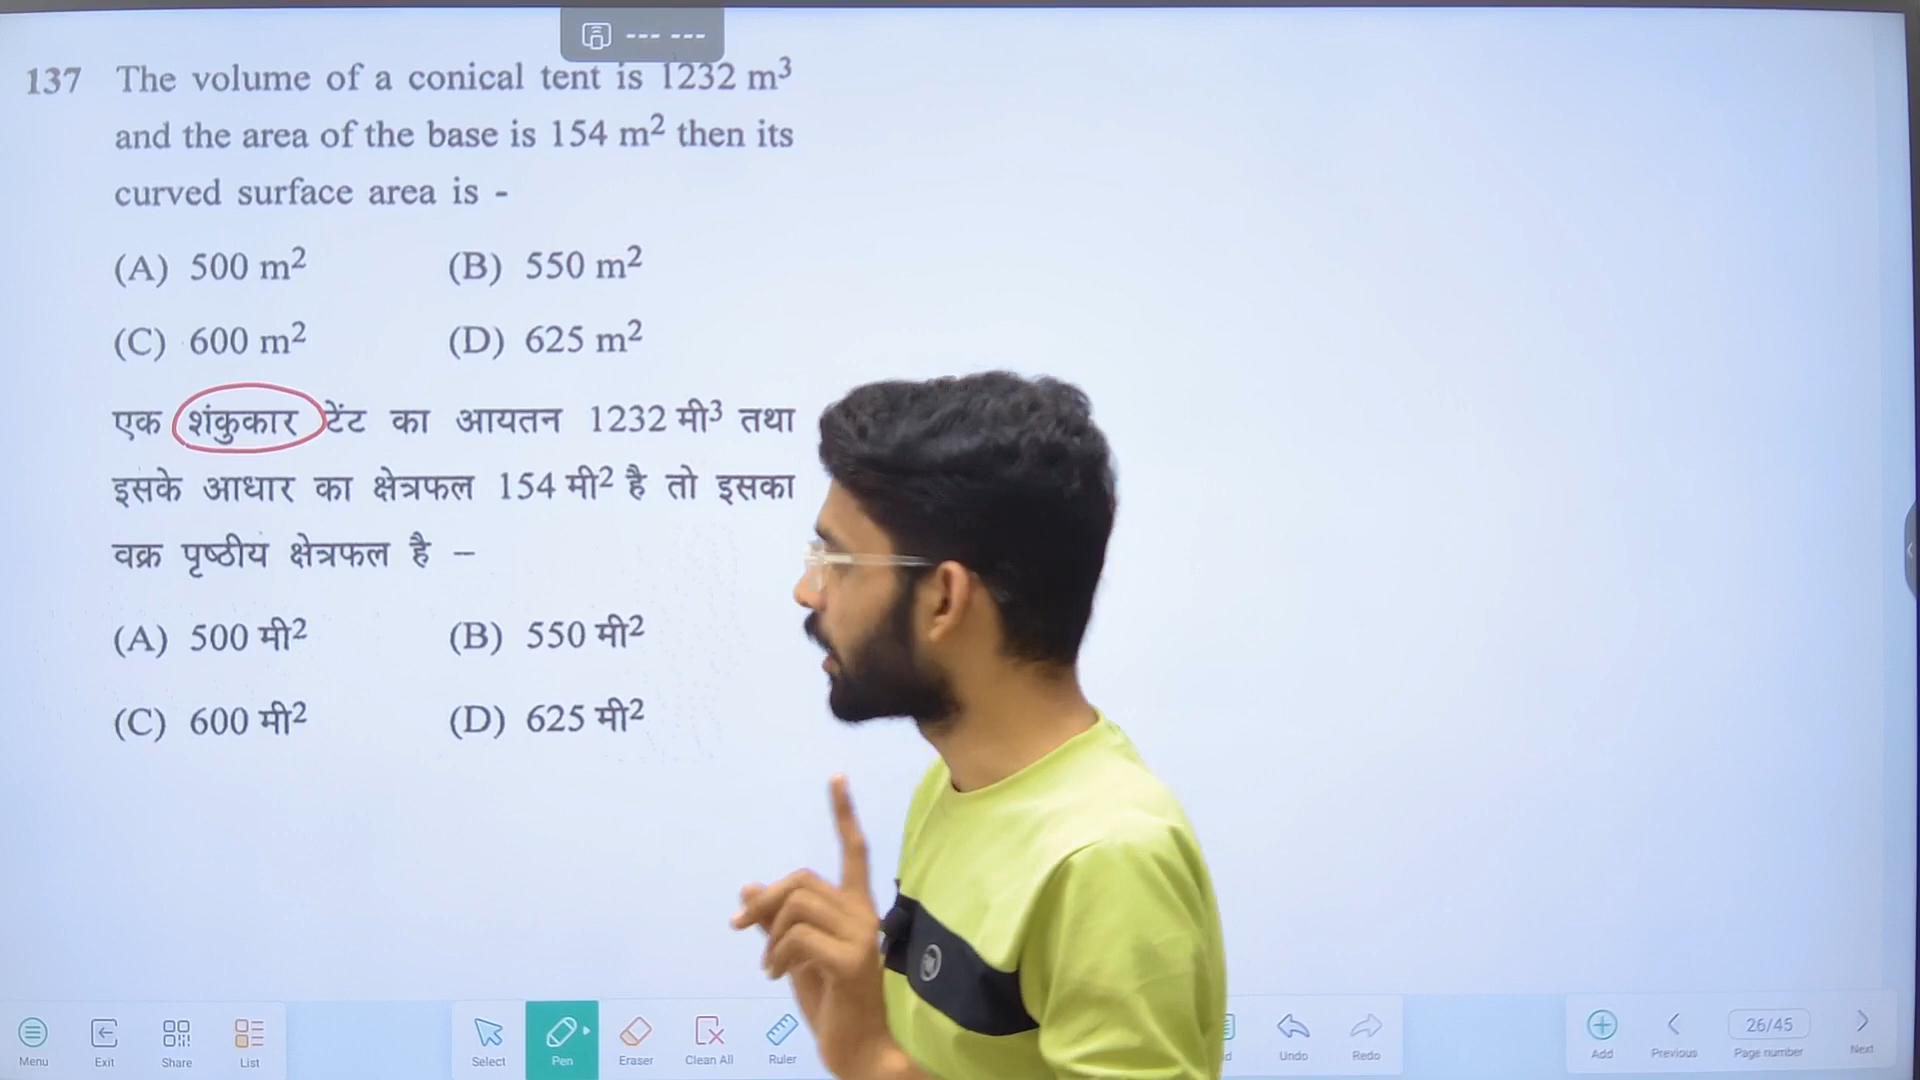 --- ---
137 The volume of a conical tent is 1232 m³
and the area of the base is 154 m² then its
curved surface area is -
(A) 500 m² (B) 550 m²
(C) 600 m² (D) 625 m²
एक शंकुकार टेंट का आयतन 1232 मी³ तथा
इसके आधार का क्षेत्रफल 154 मी² है तो इसका
वक्र पृष्ठीय क्षेत्रफल है –
(A) 500 मी² (B) 550 मी²
(C) 600 मी² (D) 625 मी²
Menu Exit Share List Select Pen Eraser Clean All Ruler Undo Redo Add Previous 26/45 Page number Next